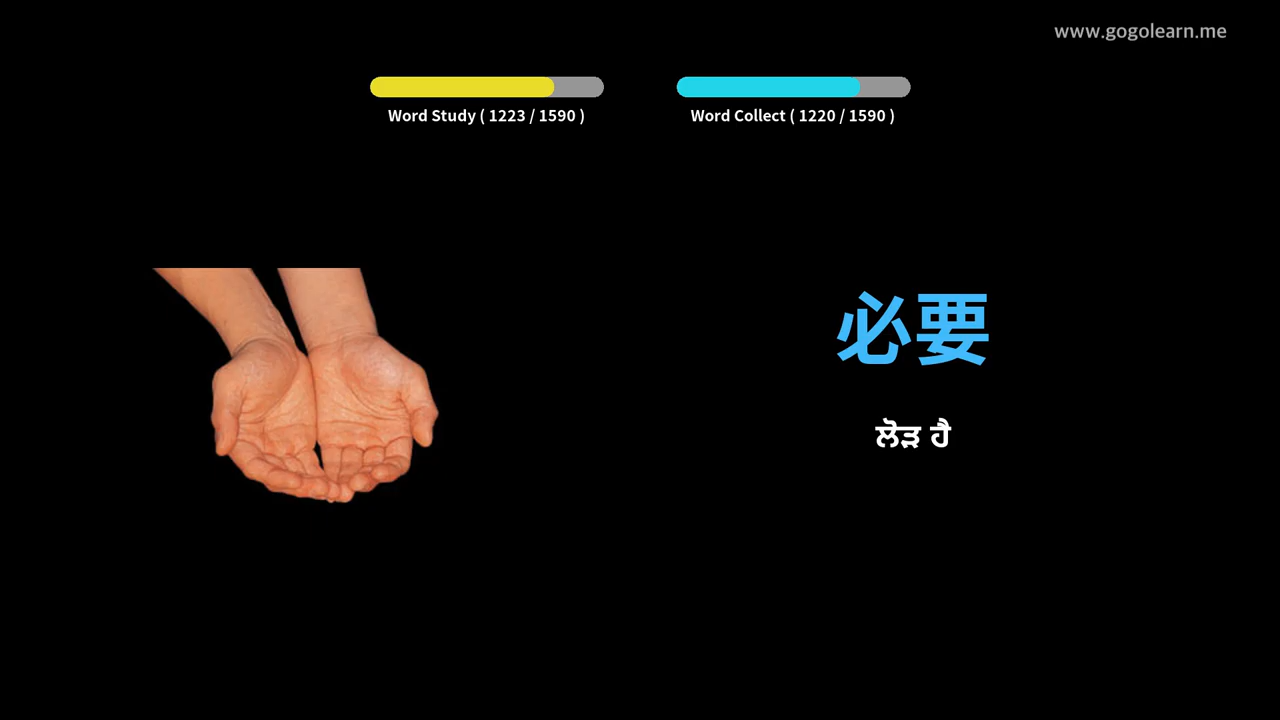 www.gogolearn.me
Word Study ( 1223 / 1590 )
Word Collect ( 1220 / 1590 )
必要
ਲੋੜ ਹੈ